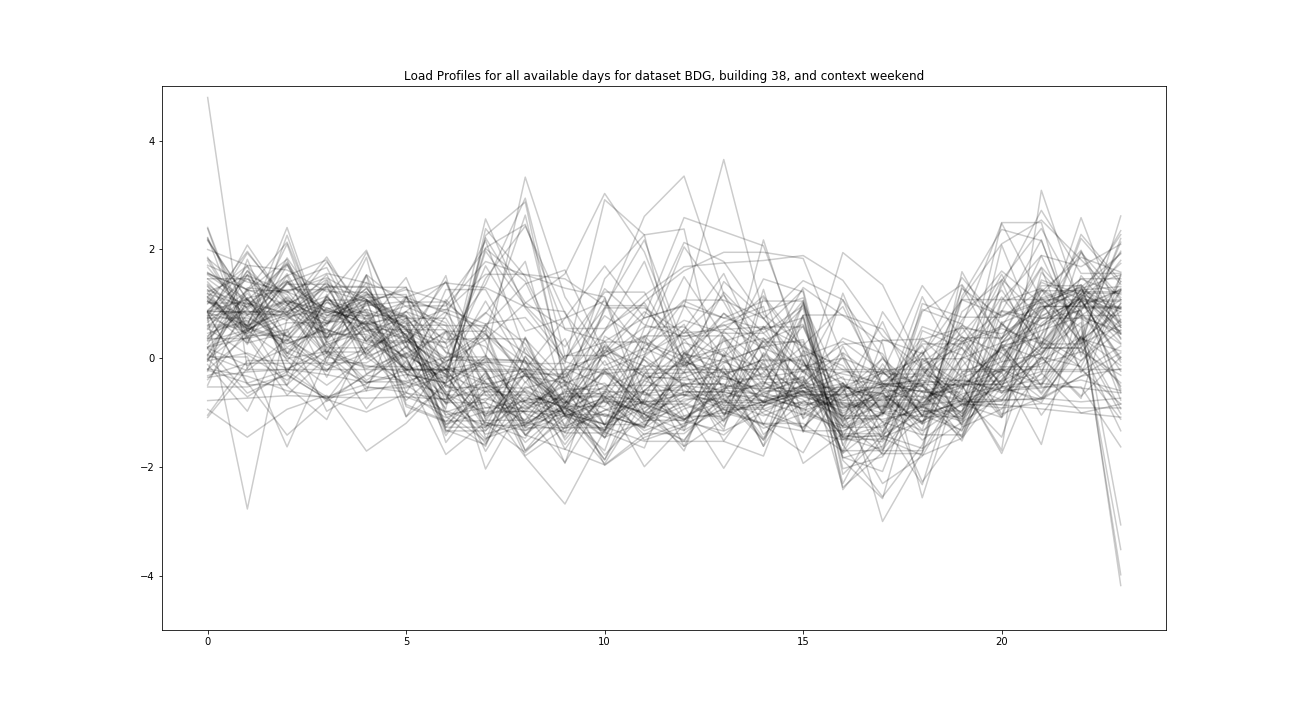 Load Profiles for all available days for dataset BDG, building 38, and context weekend
4
2
0
−2
−4
0 5 10 15 20